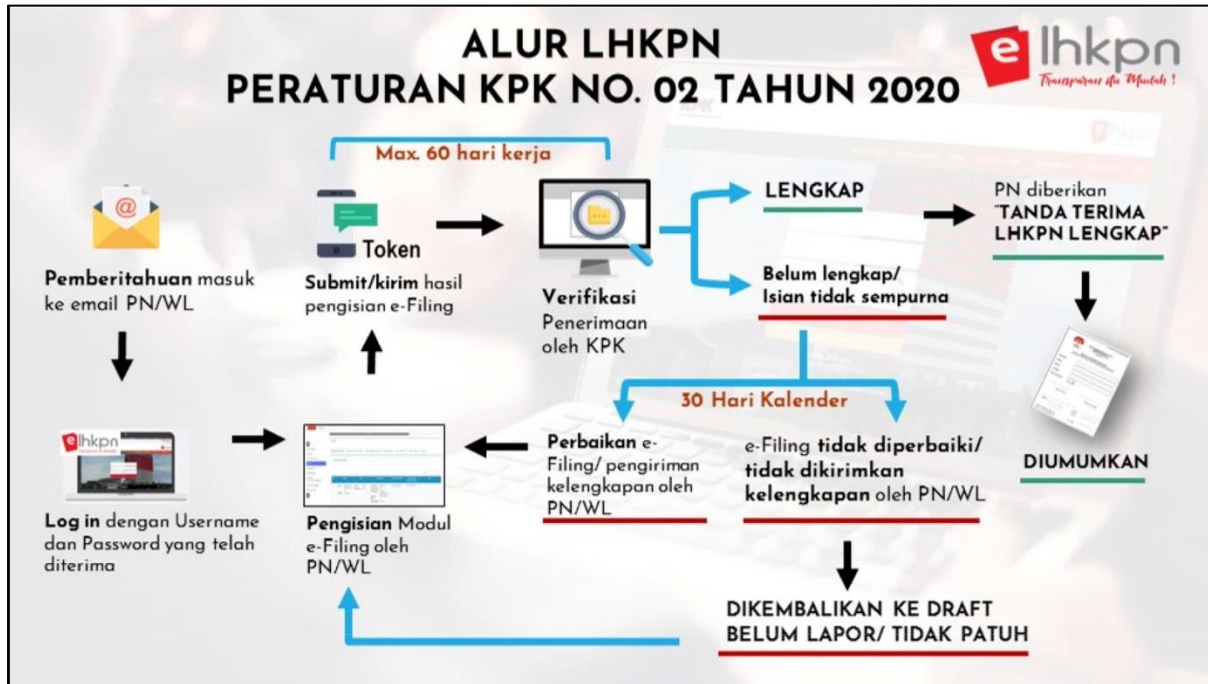 ALUR LHKPN
PERATURAN KPK NO. 02 TAHUN 2020
e lhkpn
Transparan itu Mudah !
Max. 60 hari kerja
@
Pemberitahuan masuk
ke email PN/WL
Log in dengan Username
dan Password yang telah
diterima
Pengisian Modul
e-Filing oleh
PN/WL
Token
Submit/kirim hasil
pengisian e-Filing
Verifikasi
Penerimaan
oleh KPK
LENGKAP
PN diberikan
"TANDA TERIMA
LHKPN LENGKAP"
DIUMUMKAN
Belum lengkap/
Isian tidak sempurna
30 Hari Kalender
Perbaikan e-
Filing/ pengiriman
kelengkapan oleh
PN/WL
e-Filing tidak diperbaiki/
tidak dikirimkan
kelengkapan oleh PN/WL
DIKEMBALIKAN KE DRAFT
BELUM LAPOR/ TIDAK PATUH
elhkpn
KPK